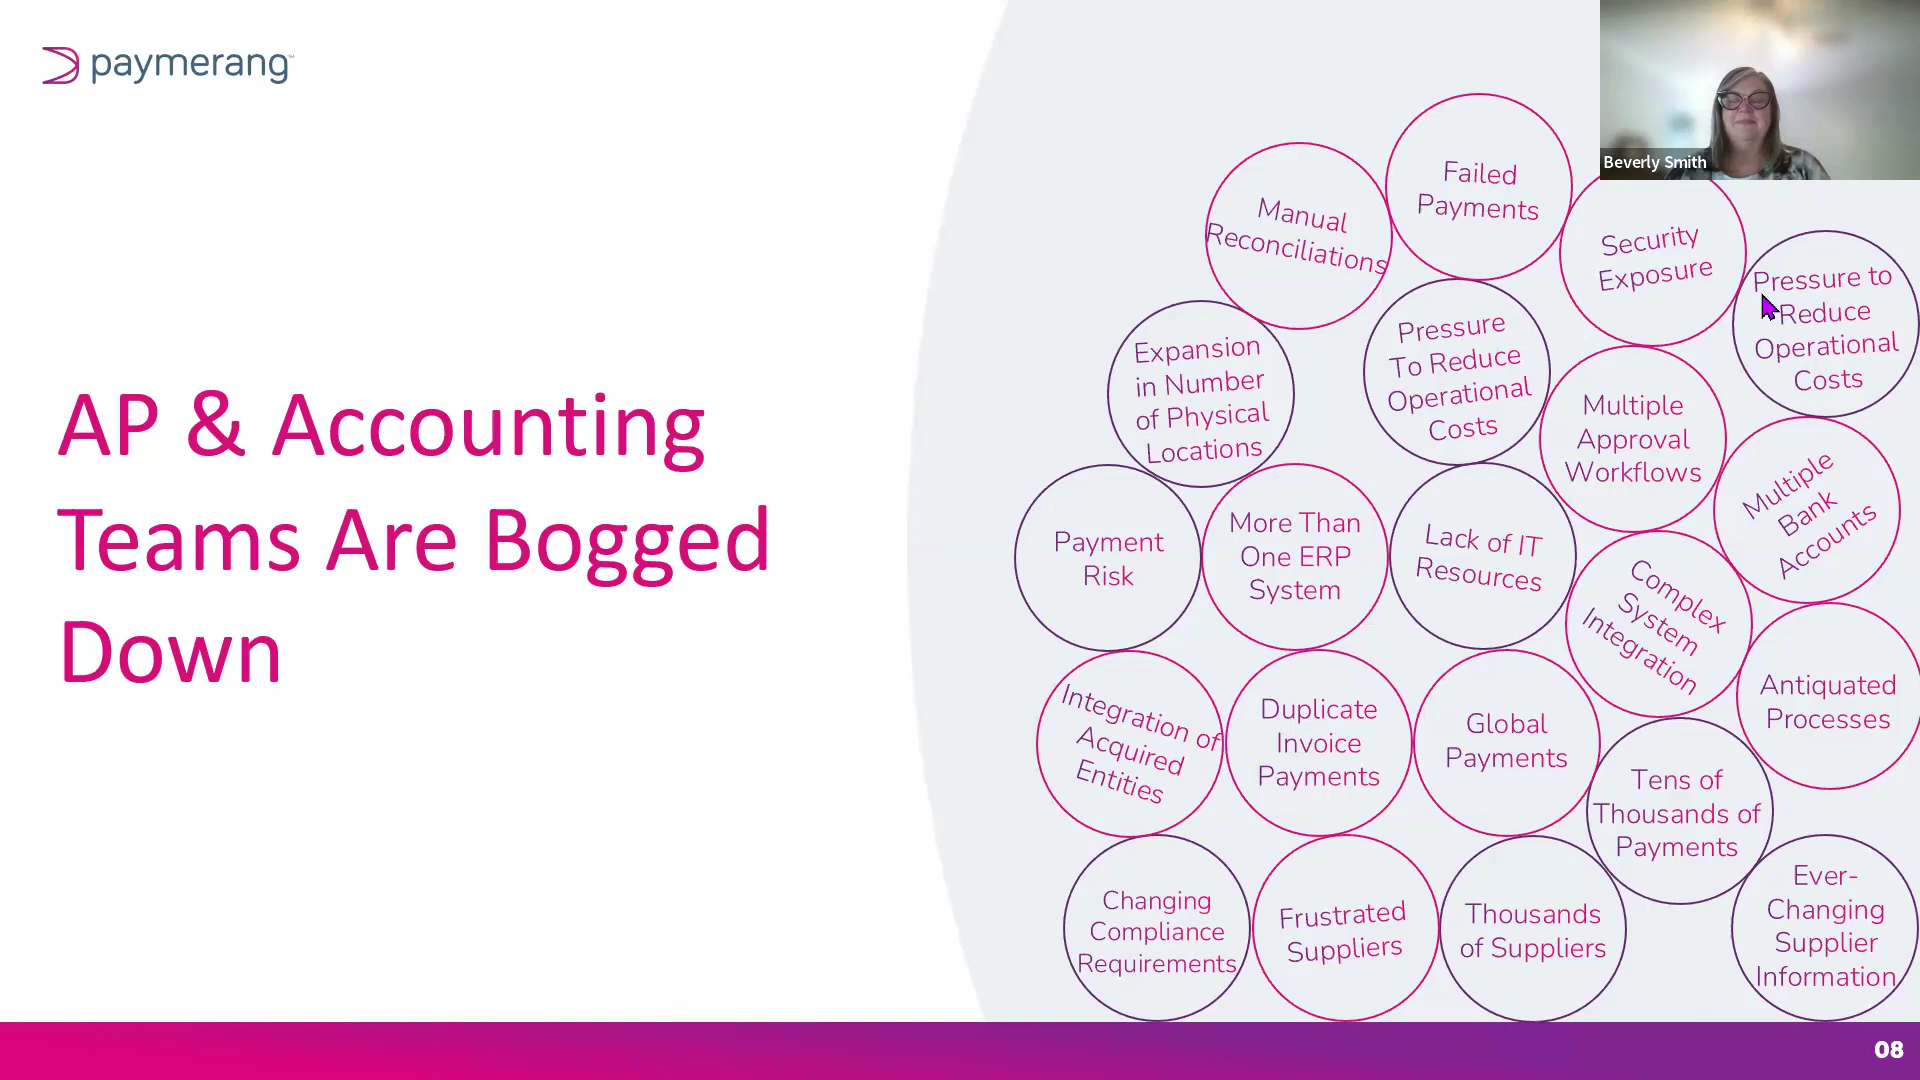 paymerang
Beverly Smith
AP & Accounting
Teams Are Bogged
Down
Failed
Payments
Manual
Reconciliations
Security
Exposure
Pressure to
Reduce
Operational
Costs
Expansion
in Number
of Physical
Locations
Pressure
To Reduce
Operational
Costs
Multiple
Approval
Workflows
Multiple
Bank
Accounts
Payment
Risk
More Than
One ERP
System
Lack of IT
Resources
Complex
System
Integration
Antiquated
Processes
Integration of
Acquired
Entities
Duplicate
Invoice
Payments
Global
Payments
Tens of
Thousands of
Payments
Changing
Compliance
Requirements
Frustrated
Suppliers
Thousands
of Suppliers
Ever-
Changing
Supplier
Information
08